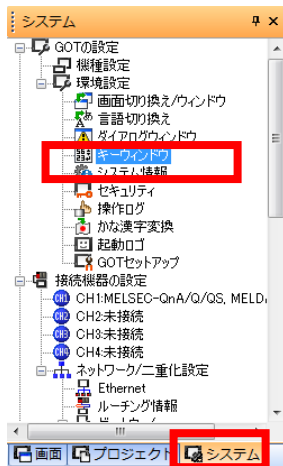 システム
GOTの設定
機種設定
環境設定
画面切り換え/ウィンドウ
言語切り換え
ダイアログウィンドウ
キーウィンドウ
システム情報
セキュリティ
操作ログ
かな漢字変換
起動ロゴ
GOTセットアップ
接続機器の設定
CH1:MELSEC-QnA/Q/QS, MELD
CH2:未接続
CH3:未接続
CH4:未接続
ネットワーク/二重化設定
Ethernet
ルーチング情報
画面 プロジェクト システム